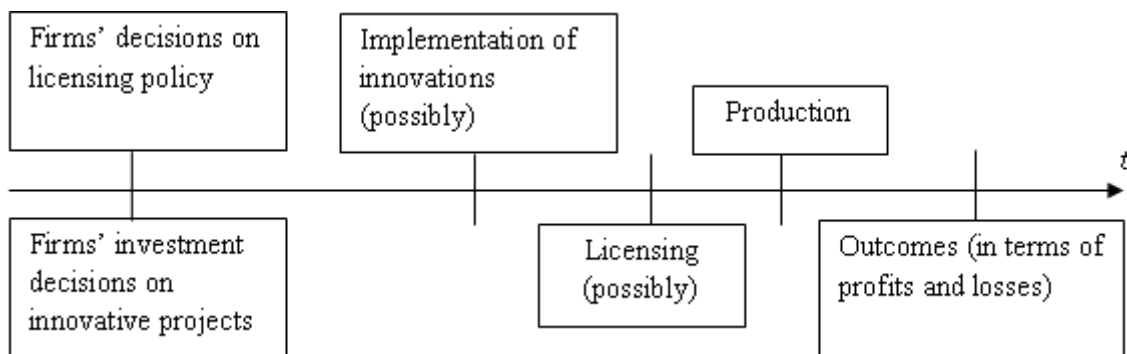 Firms’ decisions on
licensing policy
Implementation of
innovations
(possibly)
Production
t
Firms’ investment
decisions on
innovative projects
Licensing
(possibly)
Outcomes (in terms of
profits and losses)